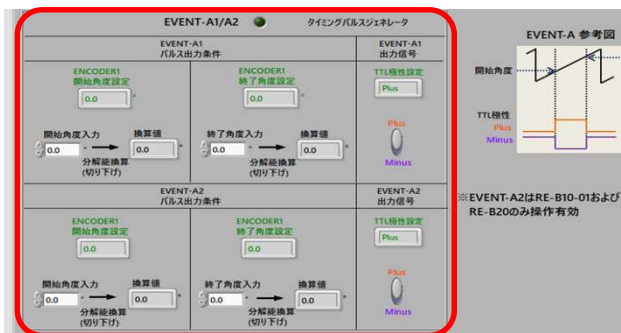 EVENT-A1/A2 タイミングパルスジェネレータ
EVENT-A1
パルス出力条件
EVENT-A1
出力信号
ENCODER1
開始角度設定
0.0 °
ENCODER1
終了角度設定
0.0 °
TTL極性設定
Plus
開始角度入力 換算値
0.0 ° 0.0 °
分解能換算
(切り下げ)
終了角度入力 換算値
0.0 ° 0.0 °
分解能換算
(切り下げ)
Plus
Minus
EVENT-A2
パルス出力条件
EVENT-A2
出力信号
ENCODER1
開始角度設定
0.0 °
ENCODER1
終了角度設定
0.0 °
TTL極性設定
Plus
開始角度入力 換算値
0.0 ° 0.0 °
分解能換算
(切り下げ)
終了角度入力 換算値
0.0 ° 0.0 °
分解能換算
(切り下げ)
Plus
Minus
EVENT-A 参考図
開始角度
TTL極性
Plus
Minus
※EVENT-A2はRE-B10-01および
RE-B20のみ操作有効